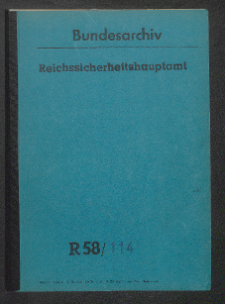 Bundesarchiv
Reichssicherheitshauptamt
R 58/114